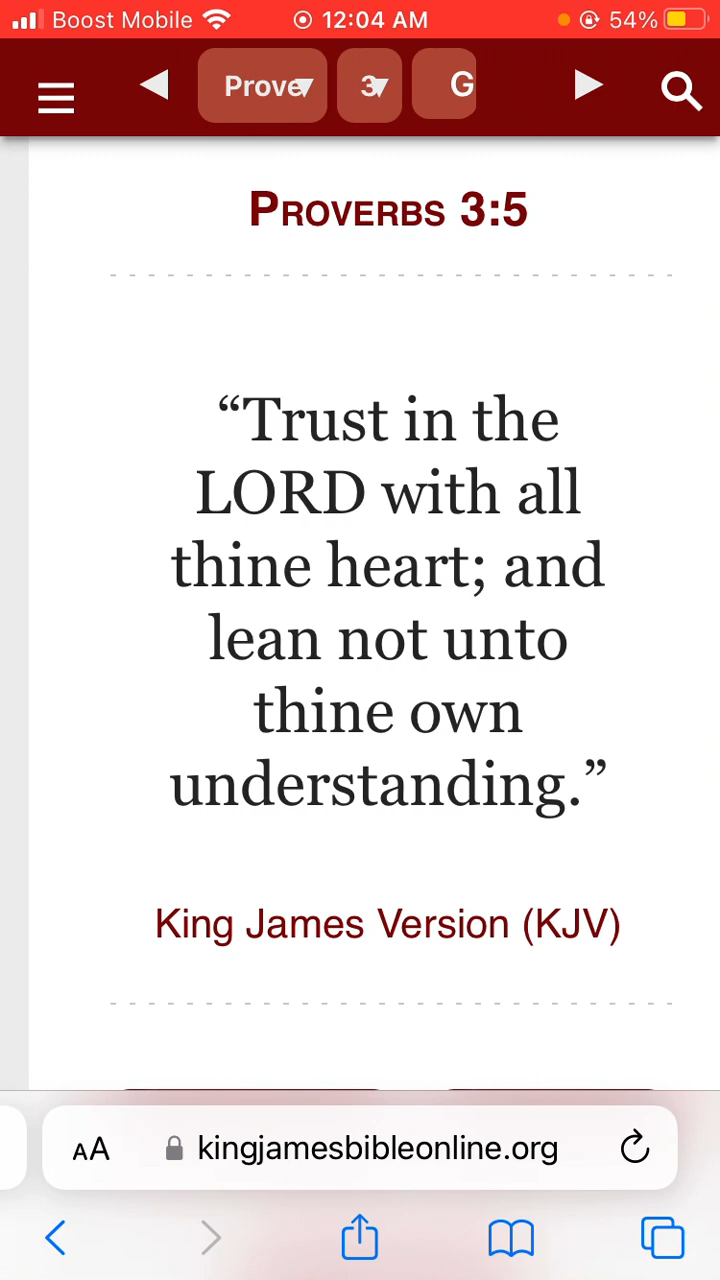 Boost Mobile 12:04 AM 54%
Prove 3 G
PROVERBS 3:5
“Trust in the
LORD with all
thine heart; and
lean not unto
thine own
understanding.”
King James Version (KJV)
AA kingjamesbibleonline.org